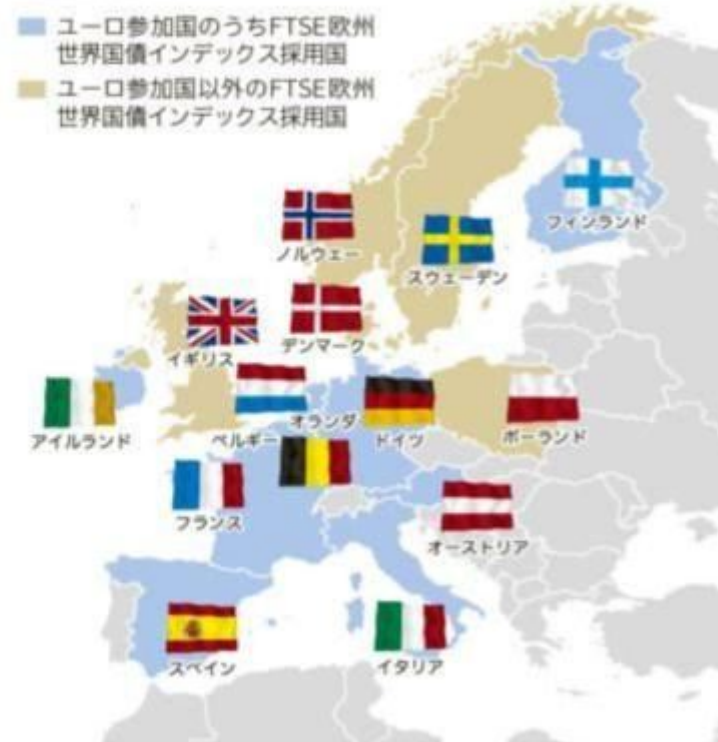 ユーロ参加国のうちFTSE欧州
世界国債インデックス採用国
ユーロ参加国以外のFTSE欧州
世界国債インデックス採用国
フィンランド
ノルウェー
スウェーデン
デンマーク
イギリス
オランダ
アイルランド
ベルギー
ドイツ
ポーランド
フランス
オーストリア
スペイン
イタリア